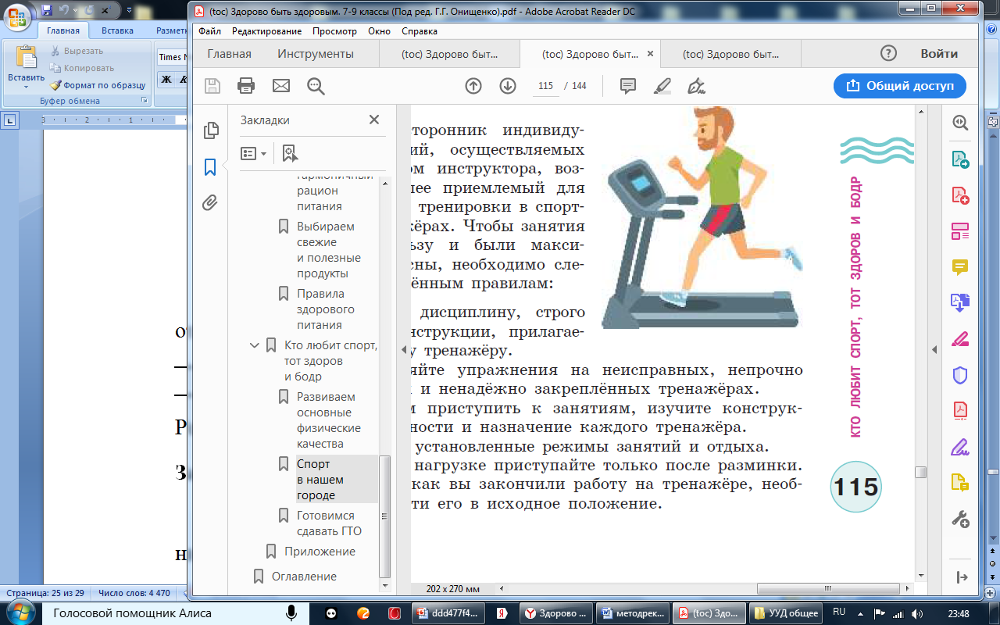 (toc) Здорово быть здоровым. 7-9 классы (Под ред. Г.Г. Онищенко).pdf - Adobe Acrobat Reader DC
Главная Вставка
Вырезать
Копировать
Формат по образцу
Вставить
Буфер обмена
Times N
Ж К
3 2 1
Файл Редактирование Просмотр Окно Справка
Главная Инструменты (toc) Здорово быт... (toc) Здорово быт... × (toc) Здорово быт... Войти
115 / 144 Общий доступ
Закладки
рацион
питания
Выбираем
свежие
и полезные
продукты
Правила
здорового
питания
Кто любит спорт,
тот здоров
и бодр
Развиваем
основные
физические
качества
Спорт
в нашем
городе
Готовимся
сдавать ГТО
Приложение
Оглавление
торонник индивиду-
ий, осуществляемых
ом инструктора, воз-
лее приемлемый для
тренировки в спорт-
жёрах. Чтобы занятия
ьзу и были макси-
сны, необходимо сле-
ённым правилам:
дисциплину, строго
нструкции, прилагае-
у тренажёру.
яйте упражнения на неисправных, непрочно
и ненадёжно закреплённых тренажёрах.
м приступить к занятиям, изучите конструк-
ности и назначение каждого тренажёра.
установленные режимы занятий и отдыха.
нагрузке приступайте только после разминки.
как вы закончили работу на тренажёре, необ-
ти его в исходное положение.
КТО ЛЮБИТ СПОРТ, ТОТ ЗДОРОВ И БОДР
115
202 x 270 мм
Страница: 25 из 29 Число слов: 4 470
Голосовой помощник Алиса
ddd477f4... Здорово ... методрек... (toc) Здо... УУД общее
RU 23:48